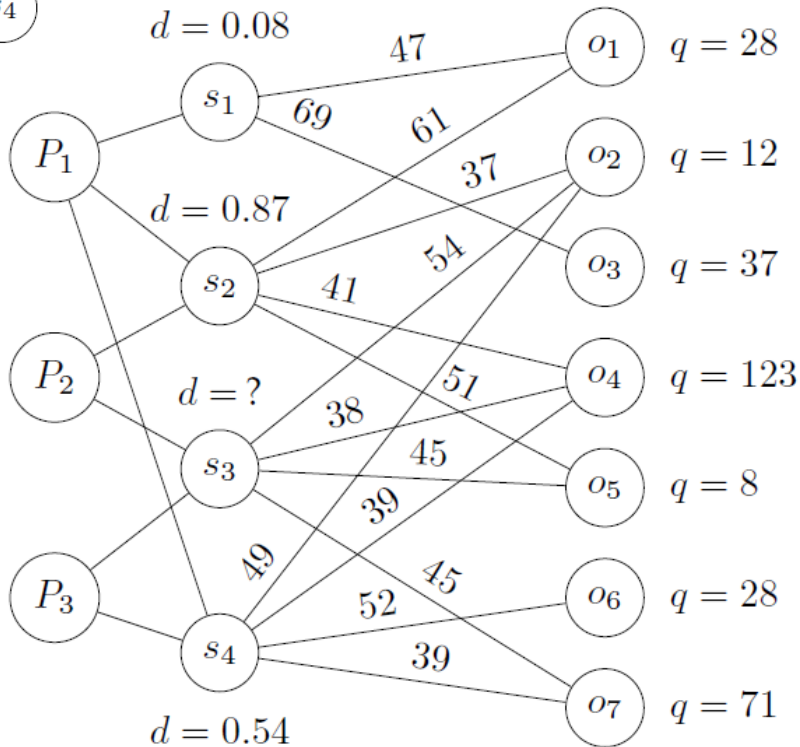 4
d = 0.08
47
o1
q = 28
s1
69
61
P1
o2
q = 12
37
d = 0.87
54
o3
q = 37
s2
41
P2
d = ?
51
o4
q = 123
38
s3
45
o5
q = 8
39
49
45
P3
52
o6
q = 28
s4
39
o7
q = 71
d = 0.54